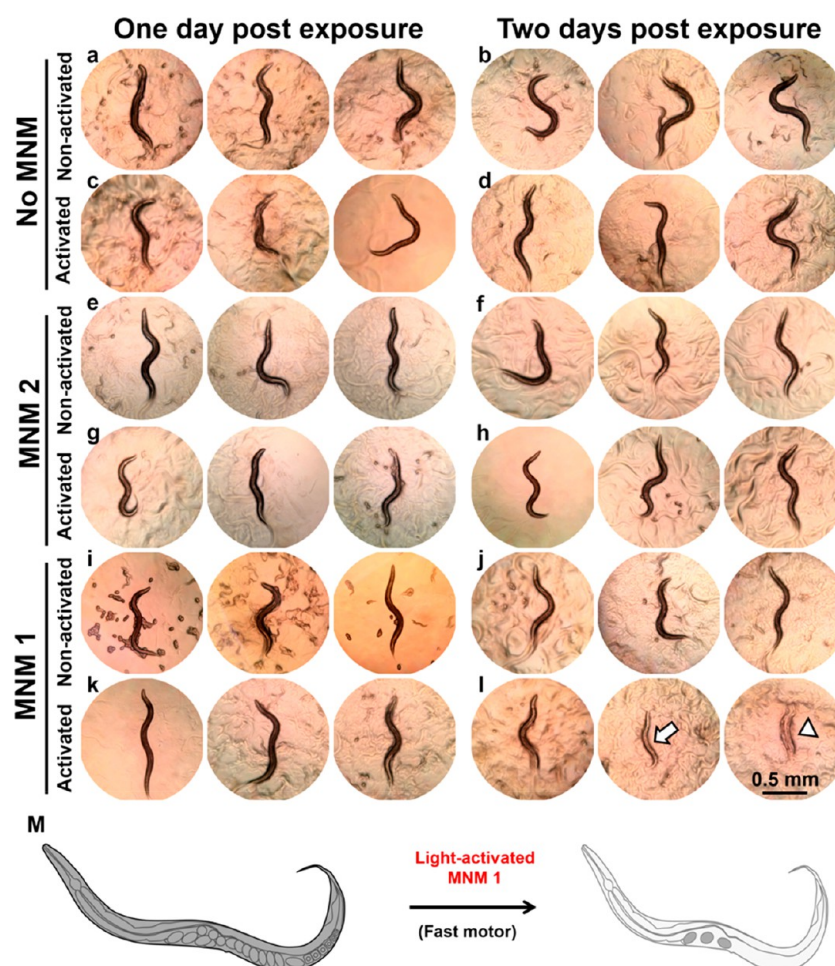 One day post exposure
Two days post exposure
No MNM
Non-activated
a
b
Activated
c
d
MNM 2
Non-activated
e
f
Activated
g
h
MNM 1
Non-activated
i
j
Activated
k
l
0.5 mm
M
Light-activated
MNM 1
(Fast motor)